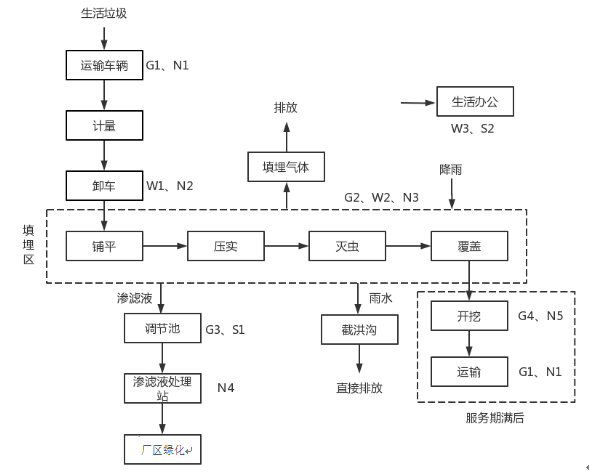 生活垃圾
运输车辆
G1、N1
计量
卸车
W1、N2
排放
填埋气体
生活办公
W3、S2
降雨
G2、W2、N3
填埋区
铺平
压实
灭虫
覆盖
渗滤液
调节池
G3、S1
渗滤液处理
站
N4
厂区绿化↵
雨水
截洪沟
直接排放
开挖
G4、N5
运输
G1、N1
服务期满后